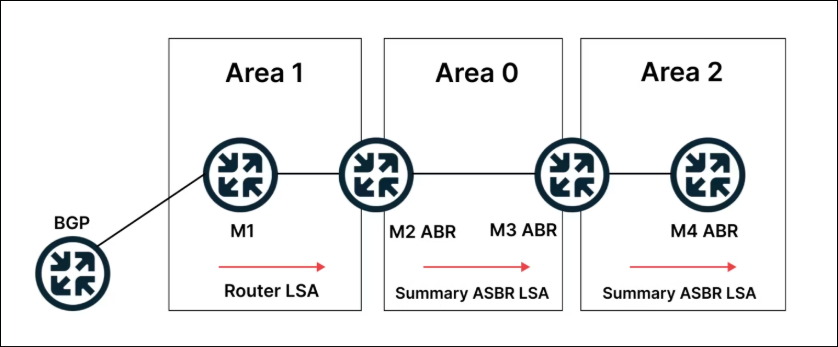 Area 1
Area 0
Area 2
BGP
M1
M2 ABR
M3 ABR
M4 ABR
Router LSA
Summary ASBR LSA
Summary ASBR LSA